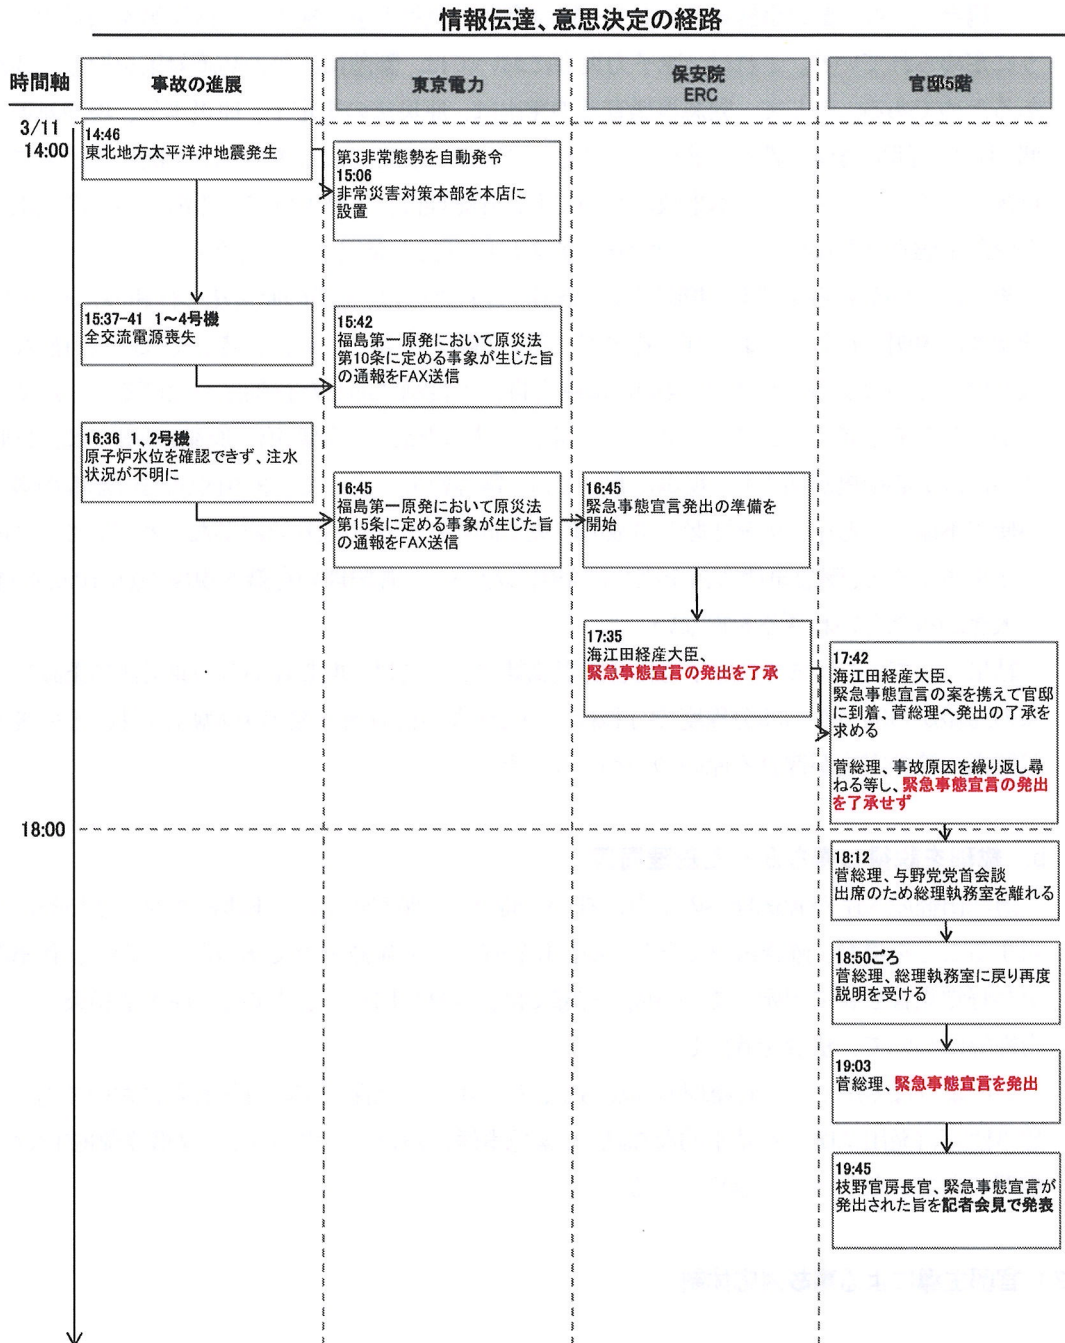 情報伝達、意思決定の経路
時間軸
事故の進展
東京電力
保安院
ERC
官邸5階
3/11
14:00
14:46
東北地方太平洋沖地震発生
第3非常態勢を自動発令
15:06
非常災害対策本部を本店に
設置
15:37-41 1～4号機
全交流電源喪失
15:42
福島第一原発において原災法
第10条に定める事象が生じた旨
の通報をFAX送信
16:36 1、2号機
原子炉水位を確認できず、注水
状況が不明に
16:45
福島第一原発において原災法
第15条に定める事象が生じた旨
の通報をFAX送信
16:45
緊急事態宣言発出の準備を
開始
17:35
海江田経産大臣、
緊急事態宣言の発出を了承
17:42
海江田経産大臣、
緊急事態宣言の案を携えて官邸
に到着、菅総理へ発出の了承を
求める
菅総理、事故原因を繰り返し尋
ねる等し、緊急事態宣言の発出
を了承せず
18:00
18:12
菅総理、与野党党首会談
出席のため総理執務室を離れる
18:50ごろ
菅総理、総理執務室に戻り再度
説明を受ける
19:03
菅総理、緊急事態宣言を発出
19:45
枝野官房長官、緊急事態宣言が
発出された旨を記者会見で発表